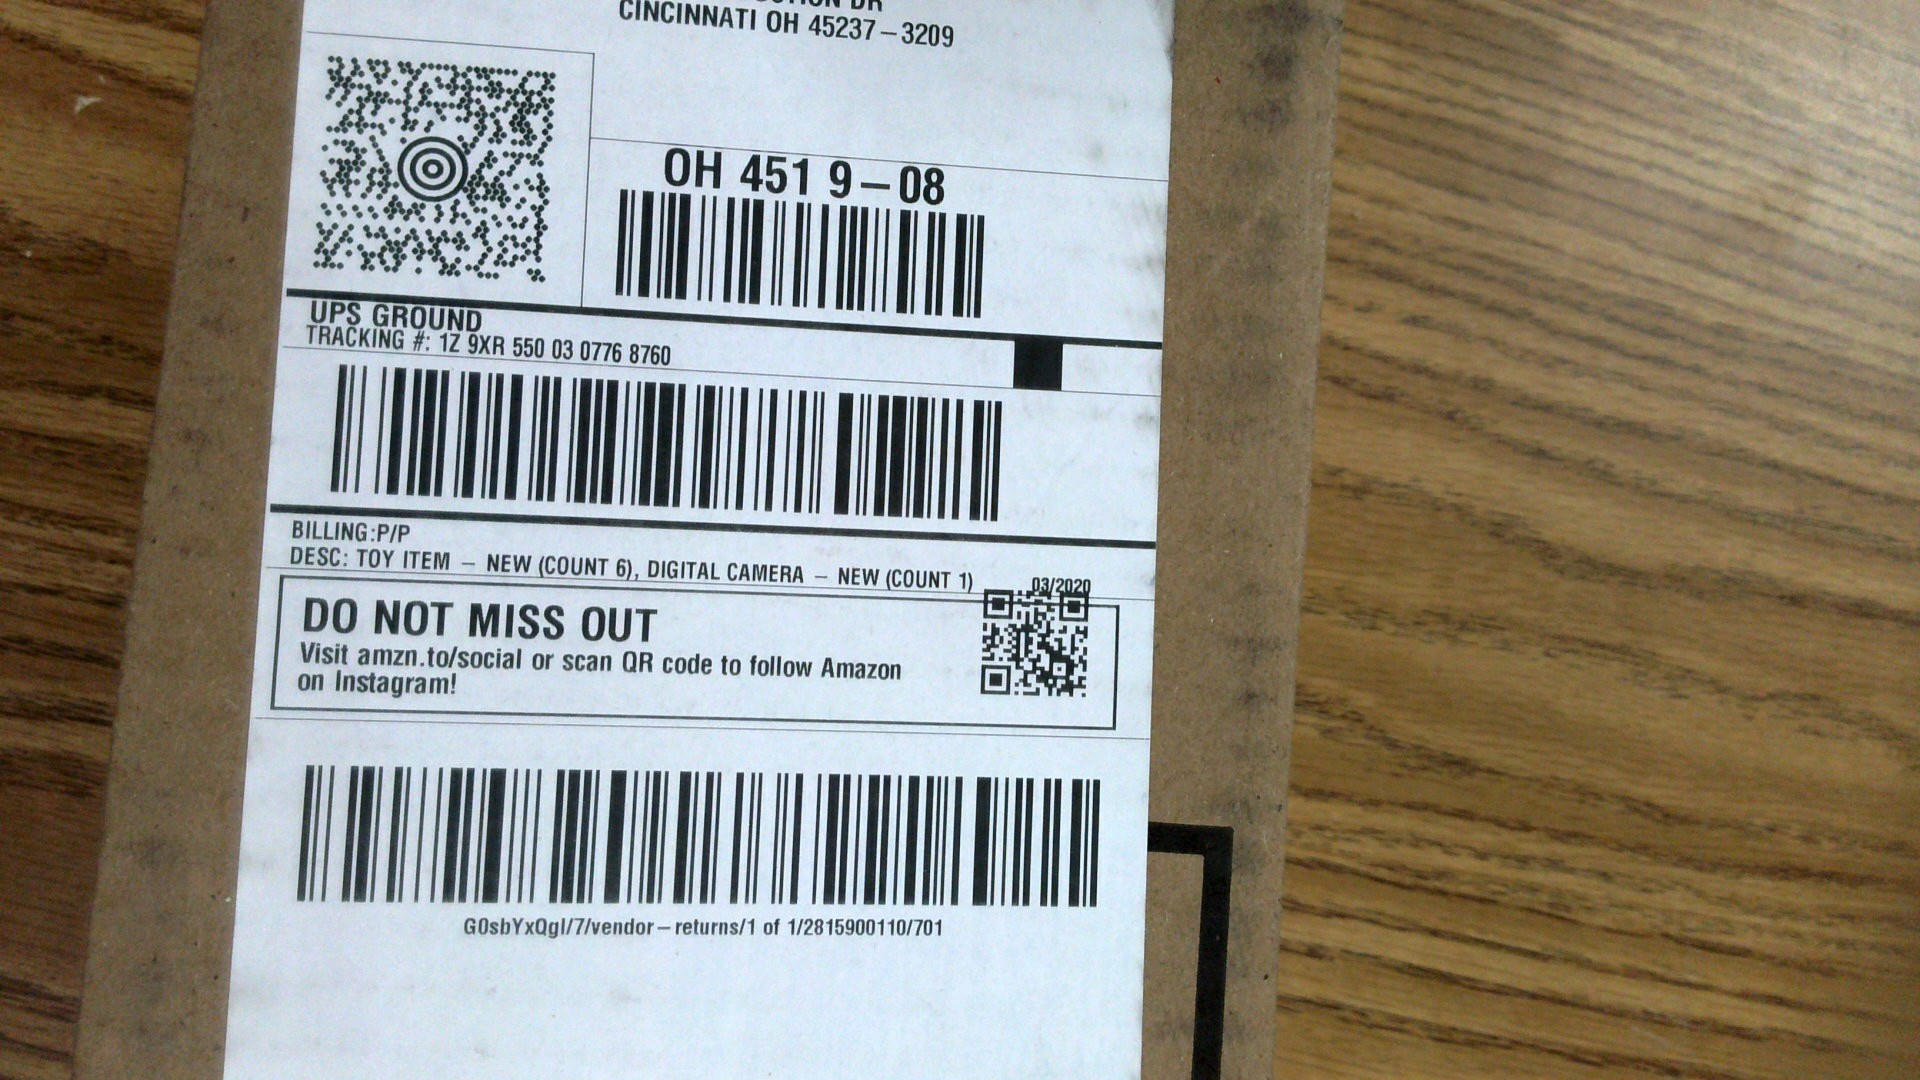 DR
CINCINNATI OH 45237-3209
OH 451 9-08
UPS GROUND
TRACKING #: 1Z 9XR 550 03 0776 8760
BILLING:P/P
DESC: TOY ITEM - NEW (COUNT 6), DIGITAL CAMERA - NEW (COUNT 1)
03/2020
DO NOT MISS OUT
Visit amzn.to/social or scan QR code to follow Amazon
on Instagram!
G0sbYxQgl/7/vendor-returns/1 of 1/2815900110/701